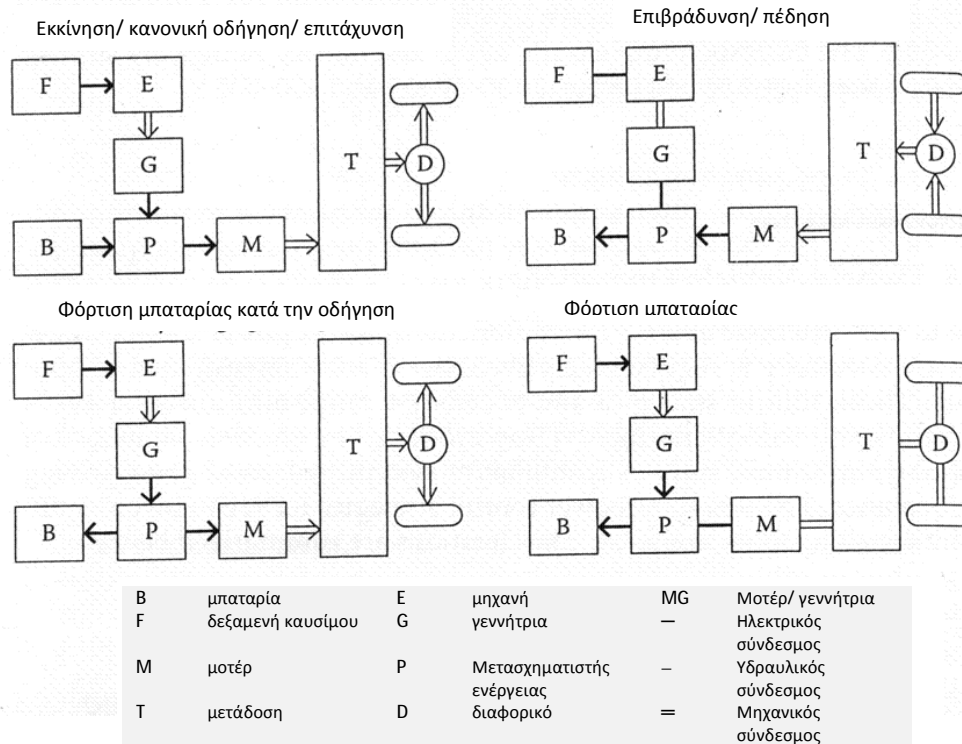 Εκκίνηση/ κανονική οδήγηση/ επιτάχυνση
F E
G T D
B P M
Επιβράδυνση/ πέδηση
F E
G T D
B P M
Φόρτιση μπαταρίας κατά την οδήγηση
F E
G T D
B P M
Φόρτιση μπαταρίας
F E
G T D
B P M
B μπαταρία E μηχανή MG Μοτέρ/ γεννήτρια
F δεξαμενή καυσίμου G γεννήτρια — Ηλεκτρικός
σύνδεσμος
M μοτέρ P Μετασχηματιστής – Υδραυλικός
ενέργειας σύνδεσμος
T μετάδοση D διαφορικό = Μηχανικός
σύνδεσμος